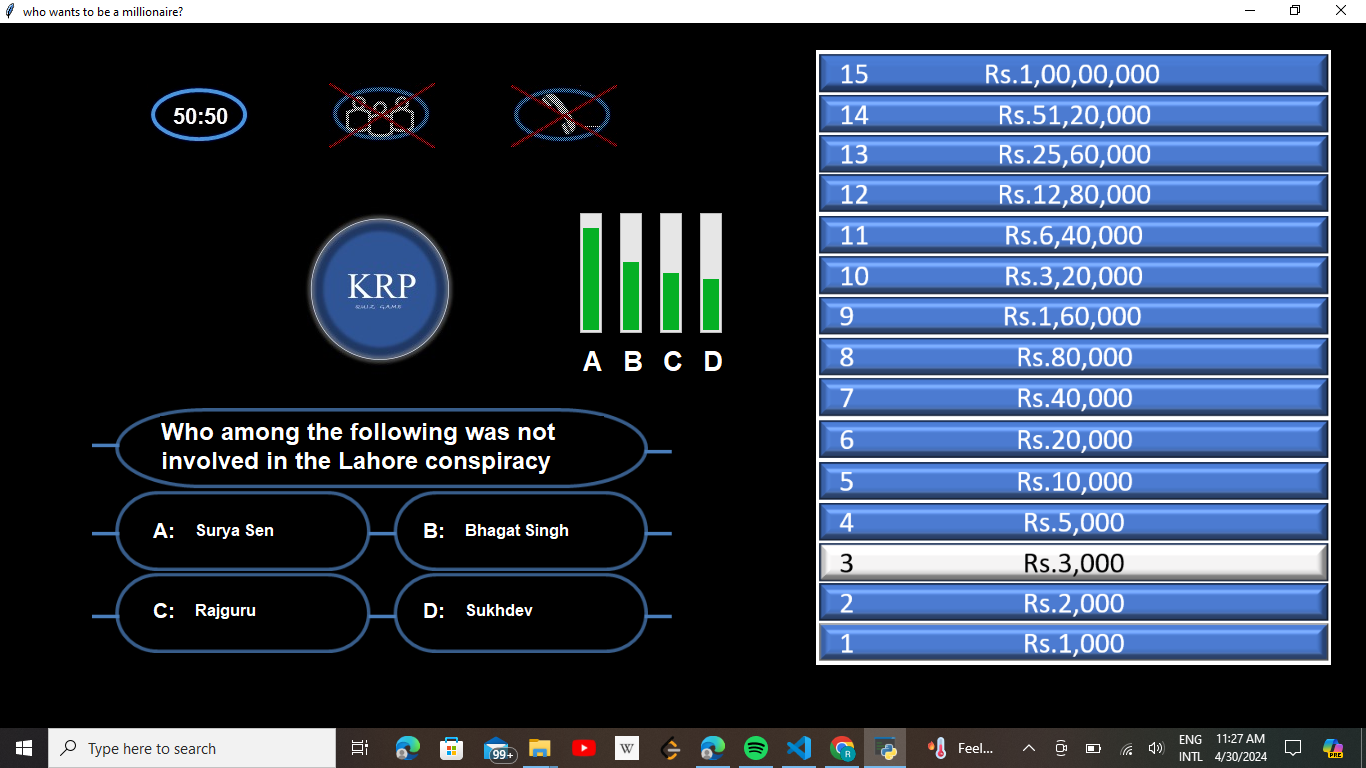 who wants to be a millionaire?
50:50
KRP
QUIZ GAME
A B C D
Who among the following was not
involved in the Lahore conspiracy
A: Surya Sen
B: Bhagat Singh
C: Rajguru
D: Sukhdev
15 Rs.1,00,00,000
14 Rs.51,20,000
13 Rs.25,60,000
12 Rs.12,80,000
11 Rs.6,40,000
10 Rs.3,20,000
9 Rs.1,60,000
8 Rs.80,000
7 Rs.40,000
6 Rs.20,000
5 Rs.10,000
4 Rs.5,000
3 Rs.3,000
2 Rs.2,000
1 Rs.1,000
Type here to search
99+
W
R
Feel...
ENG
INTL
11:27 AM
4/30/2024
PRE